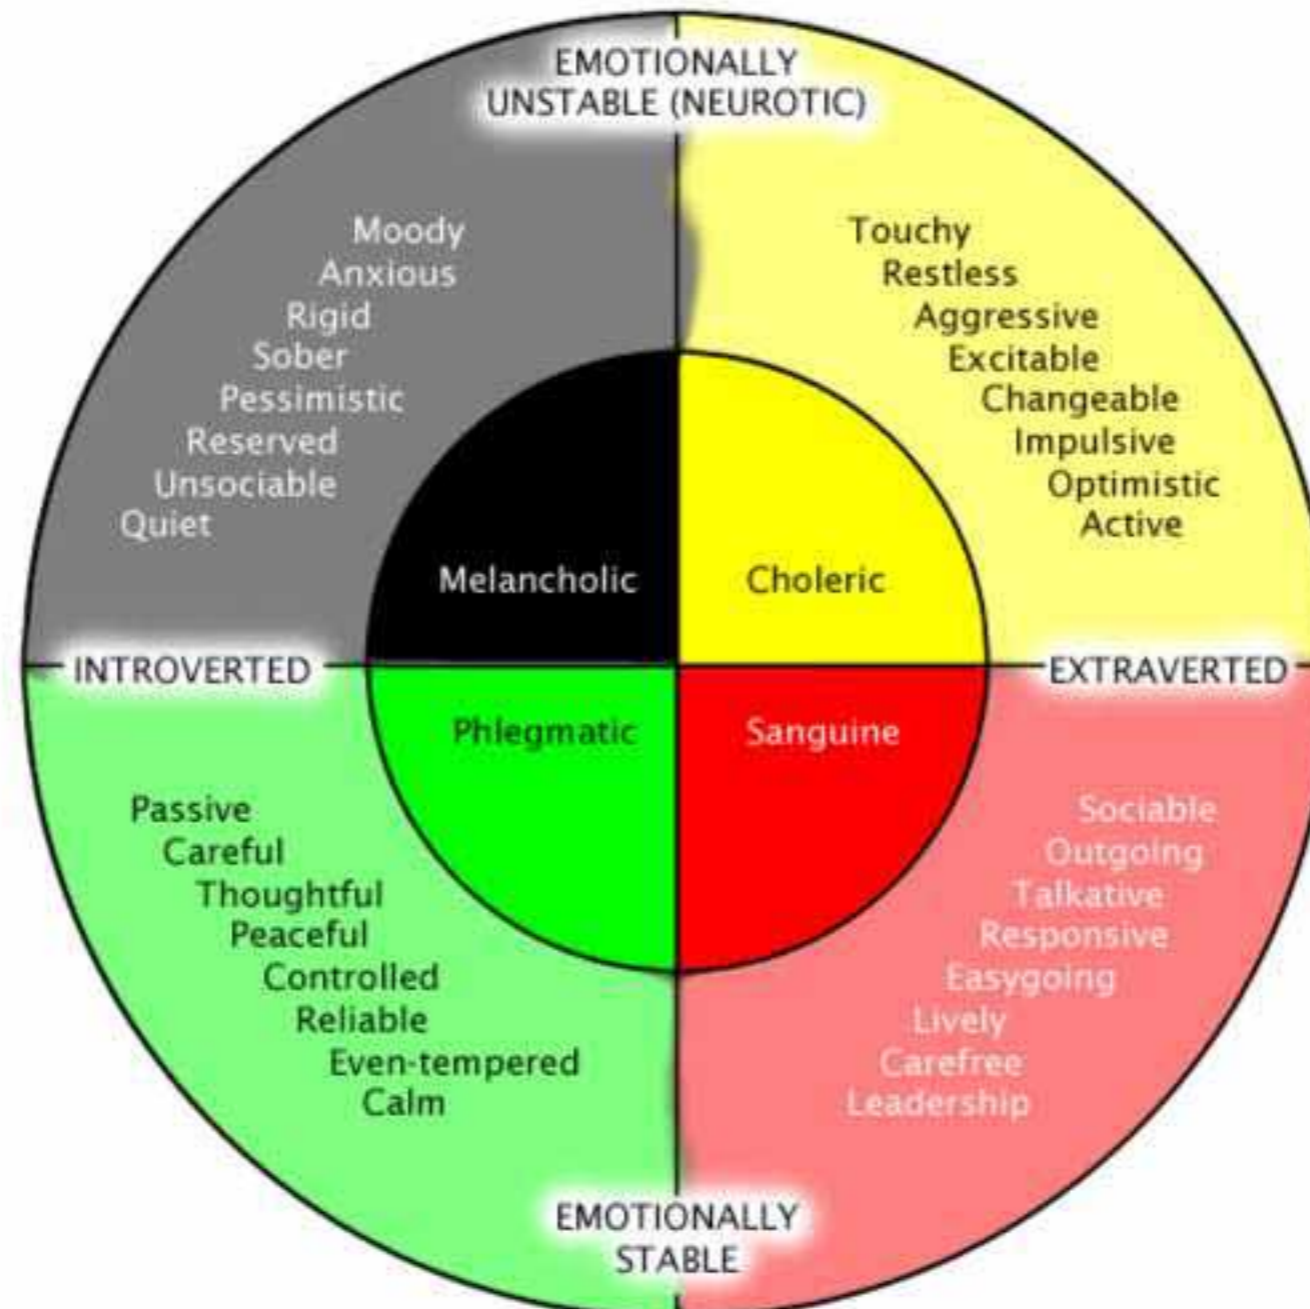 EMOTIONALLY
UNSTABLE (NEUROTIC)
Moody
Anxious
Rigid
Sober
Pessimistic
Reserved
Unsociable
Quiet
Touchy
Restless
Aggressive
Excitable
Changeable
Impulsive
Optimistic
Active
Melancholic
Choleric
INTROVERTED
EXTRAVERTED
Phlegmatic
Sanguine
Passive
Careful
Thoughtful
Peaceful
Controlled
Reliable
Even-tempered
Calm
Sociable
Outgoing
Talkative
Responsive
Easygoing
Lively
Carefree
Leadership
EMOTIONALLY
STABLE